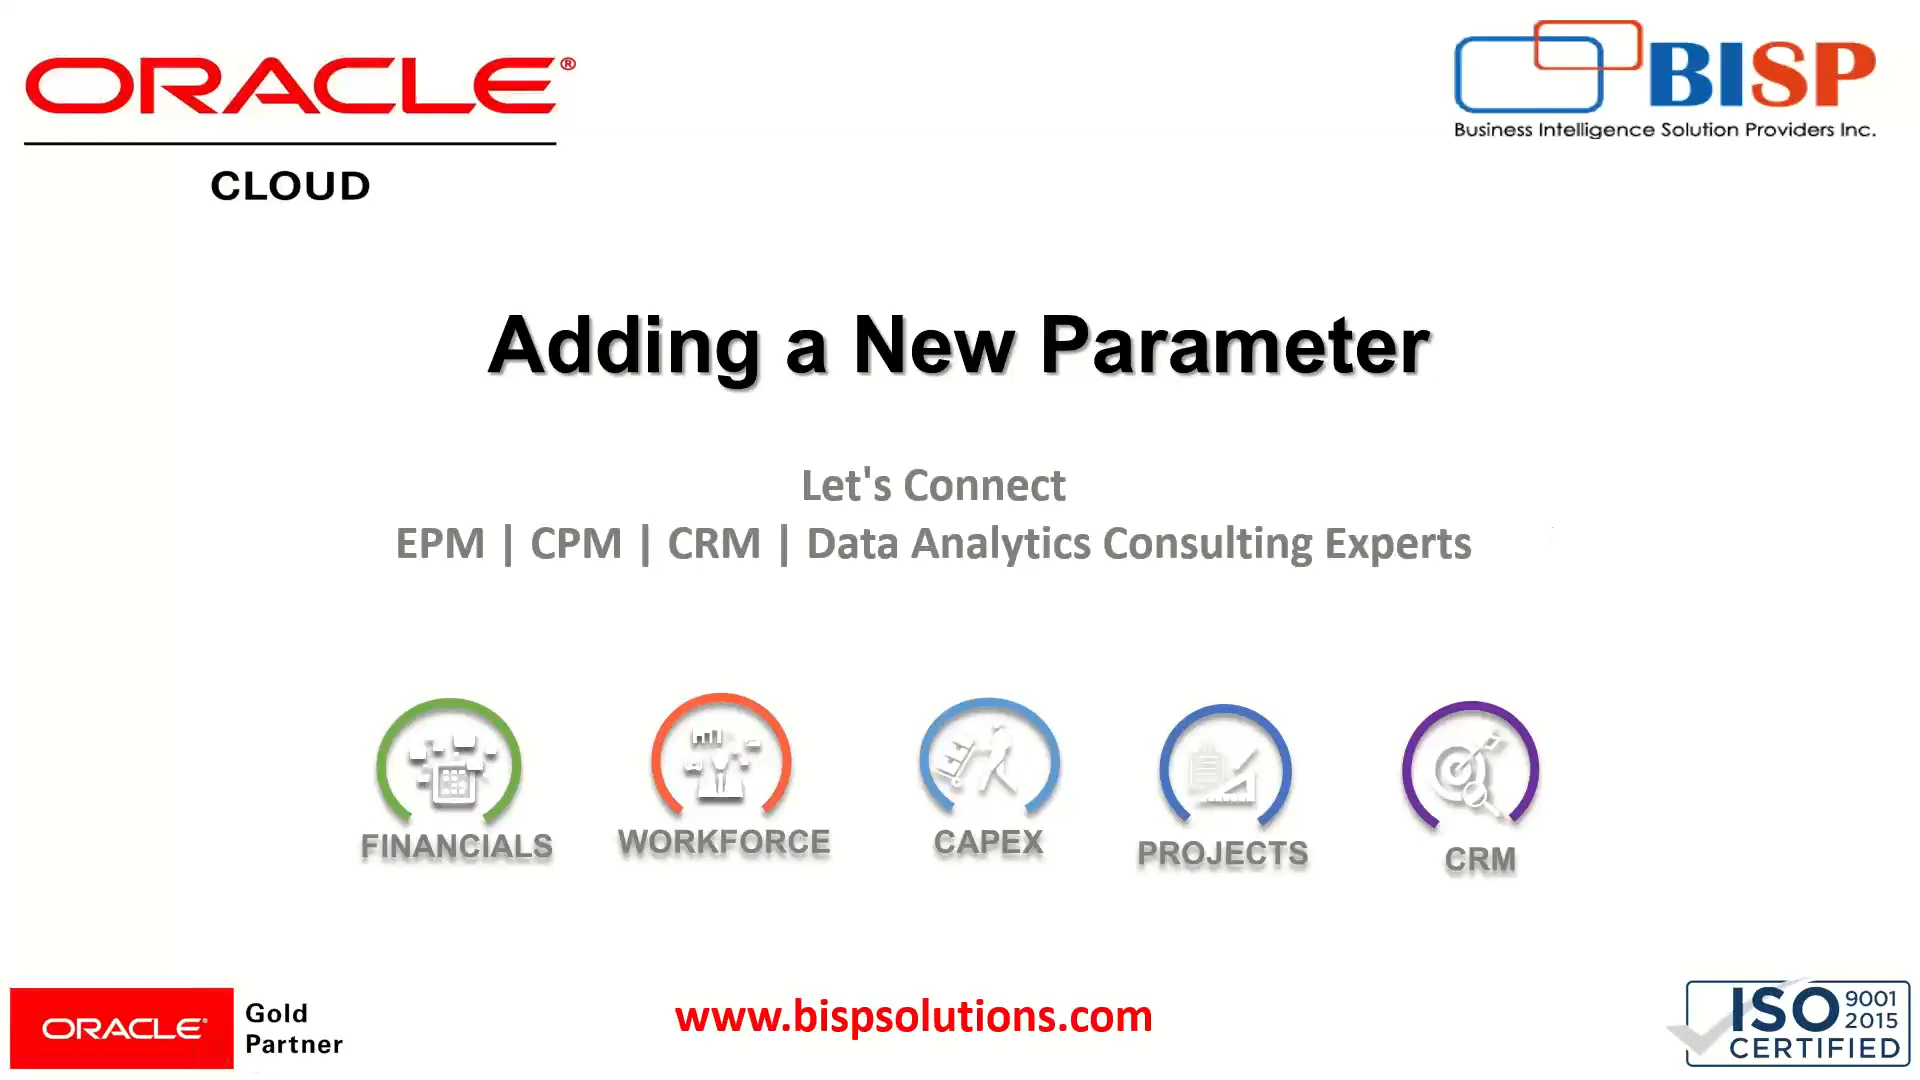 ORACLE®
CLOUD
BISP
Business Intelligence Solution Providers Inc.
Adding a New Parameter
Let's Connect
EPM | CPM | CRM | Data Analytics Consulting Experts
FINANCIALS
WORKFORCE
CAPEX
PROJECTS
CRM
ORACLE®
Gold
Partner
www.bispsolutions.com
ISO 9001
2015
CERTIFIED